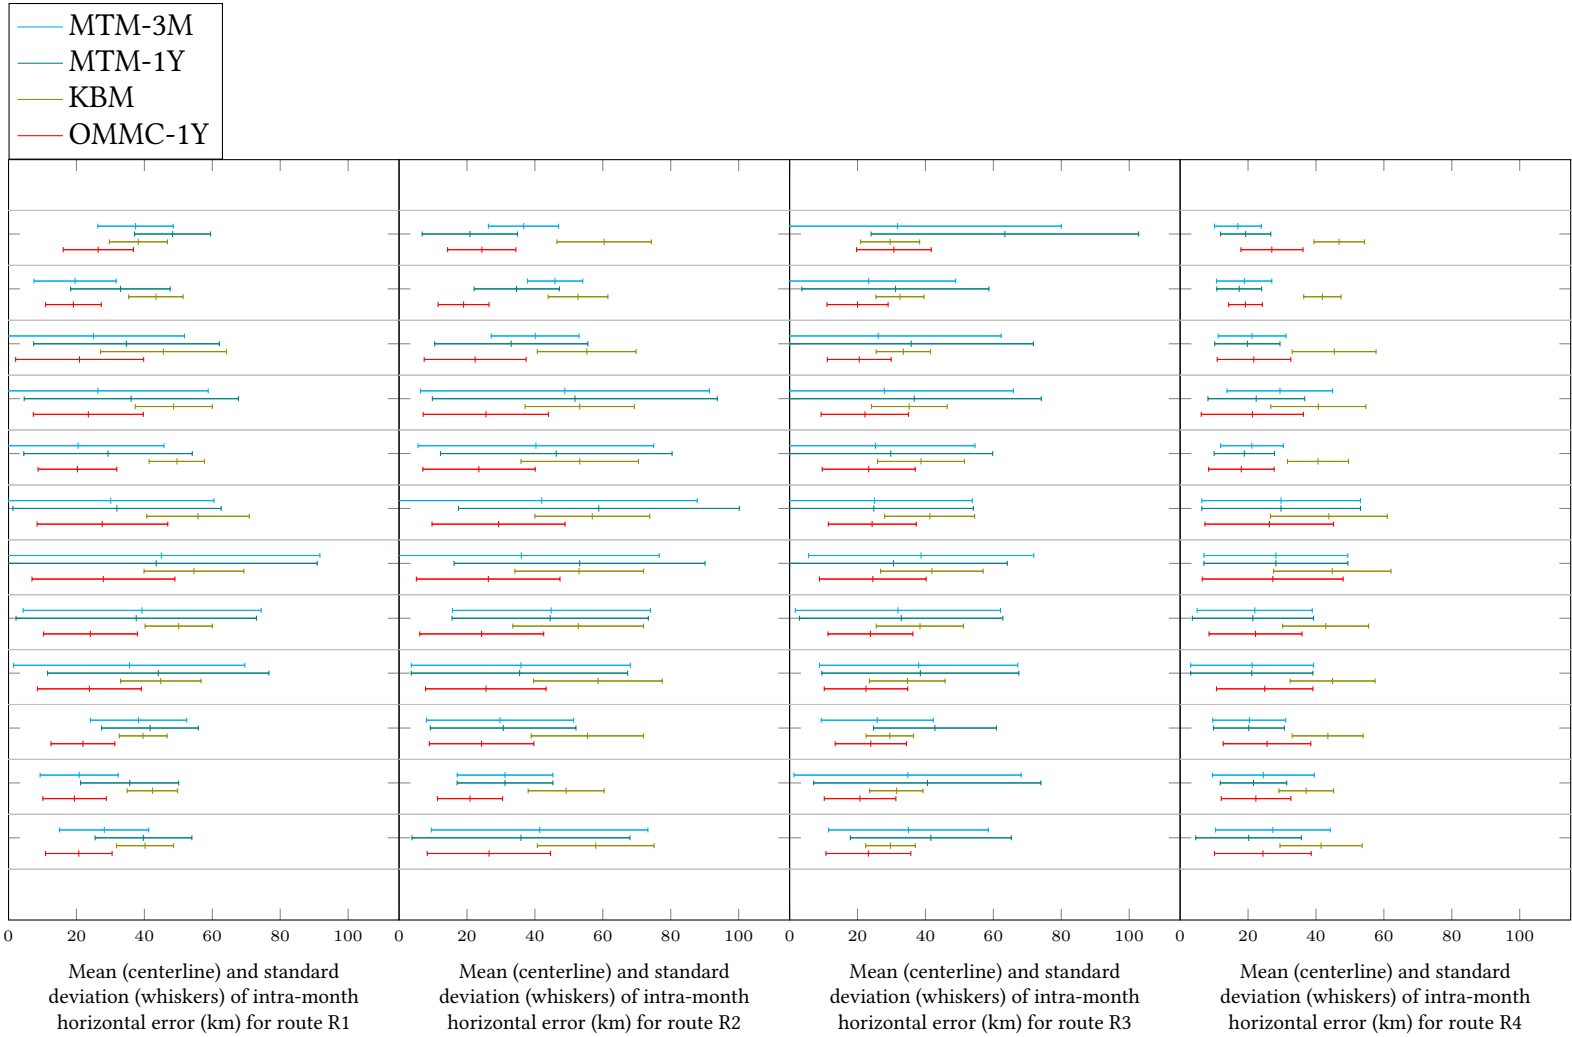 MTM-3M
MTM-1Y
KBM
OMMC-1Y
0 20 40 60 80 100
0 20 40 60 80 100
0 20 40 60 80 100
0 20 40 60 80 100
Mean (centerline) and standard
deviation (whiskers) of intra-month
horizontal error (km) for route R1
Mean (centerline) and standard
deviation (whiskers) of intra-month
horizontal error (km) for route R2
Mean (centerline) and standard
deviation (whiskers) of intra-month
horizontal error (km) for route R3
Mean (centerline) and standard
deviation (whiskers) of intra-month
horizontal error (km) for route R4